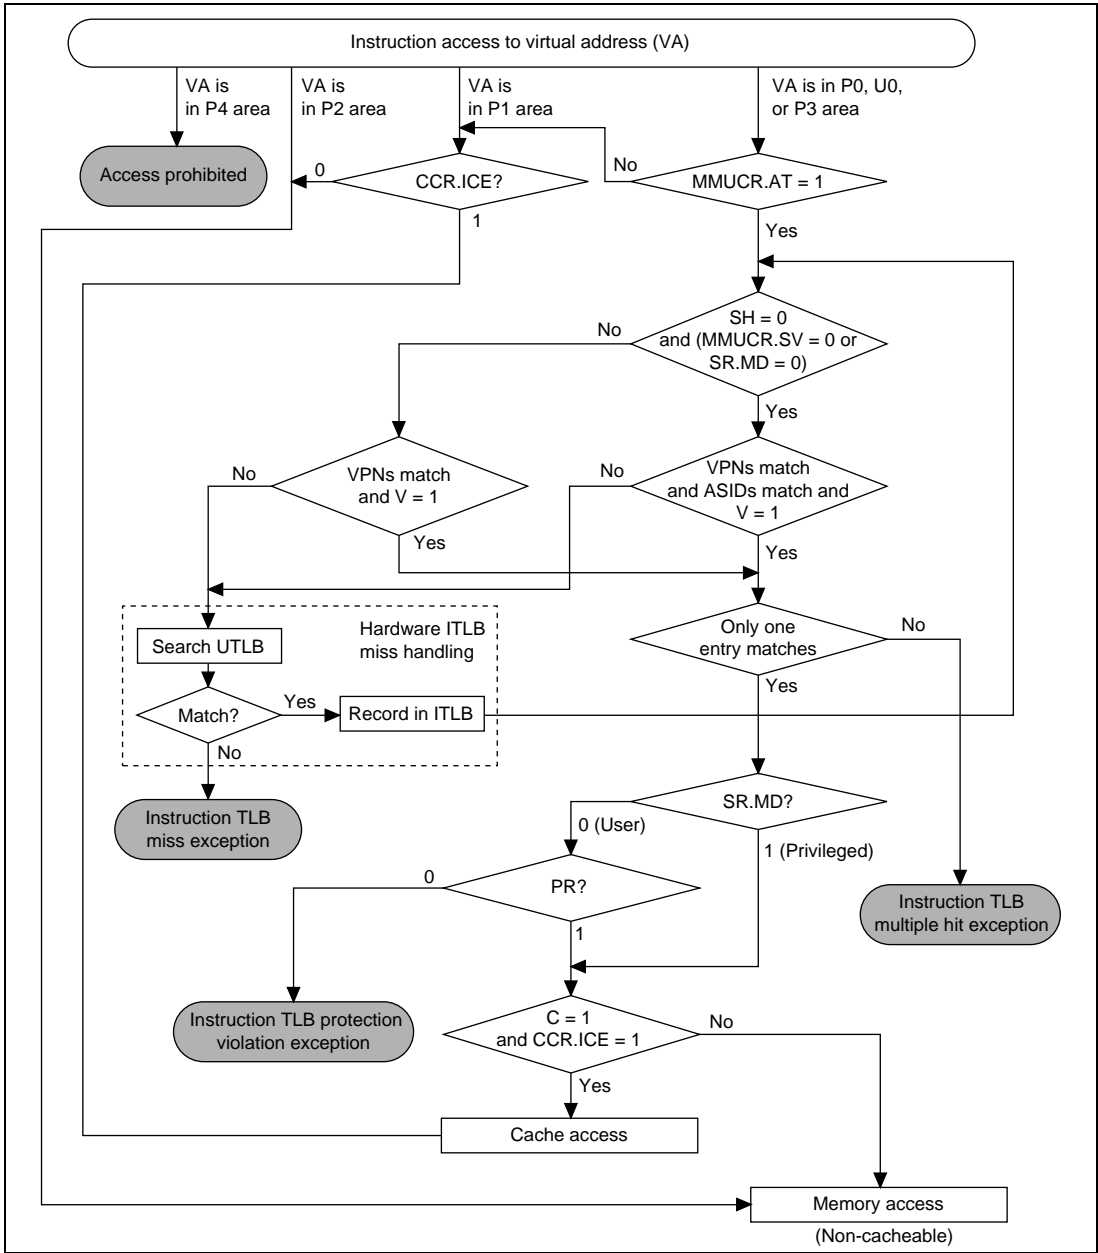 Instruction access to virtual address (VA)
VA is
in P4 area
VA is
in P2 area
VA is
in P1 area
VA is in P0, U0,
or P3 area
Access prohibited
0
CCR.ICE?
No
MMUCR.AT = 1
1
Yes
No
SH = 0
and (MMUCR.SV = 0 or
SR.MD = 0)
Yes
No
VPNs match
and V = 1
No
VPNs match
and ASIDs match and
V = 1
Yes
Yes
Search UTLB
Hardware ITLB
miss handling
Only one
entry matches
No
Yes
Match?
Yes
Record in ITLB
No
Instruction TLB
miss exception
SR.MD?
0 (User)
1 (Privileged)
0
PR?
Instruction TLB
multiple hit exception
1
Instruction TLB protection
violation exception
C = 1
and CCR.ICE = 1
No
Yes
Cache access
Memory access
(Non-cacheable)